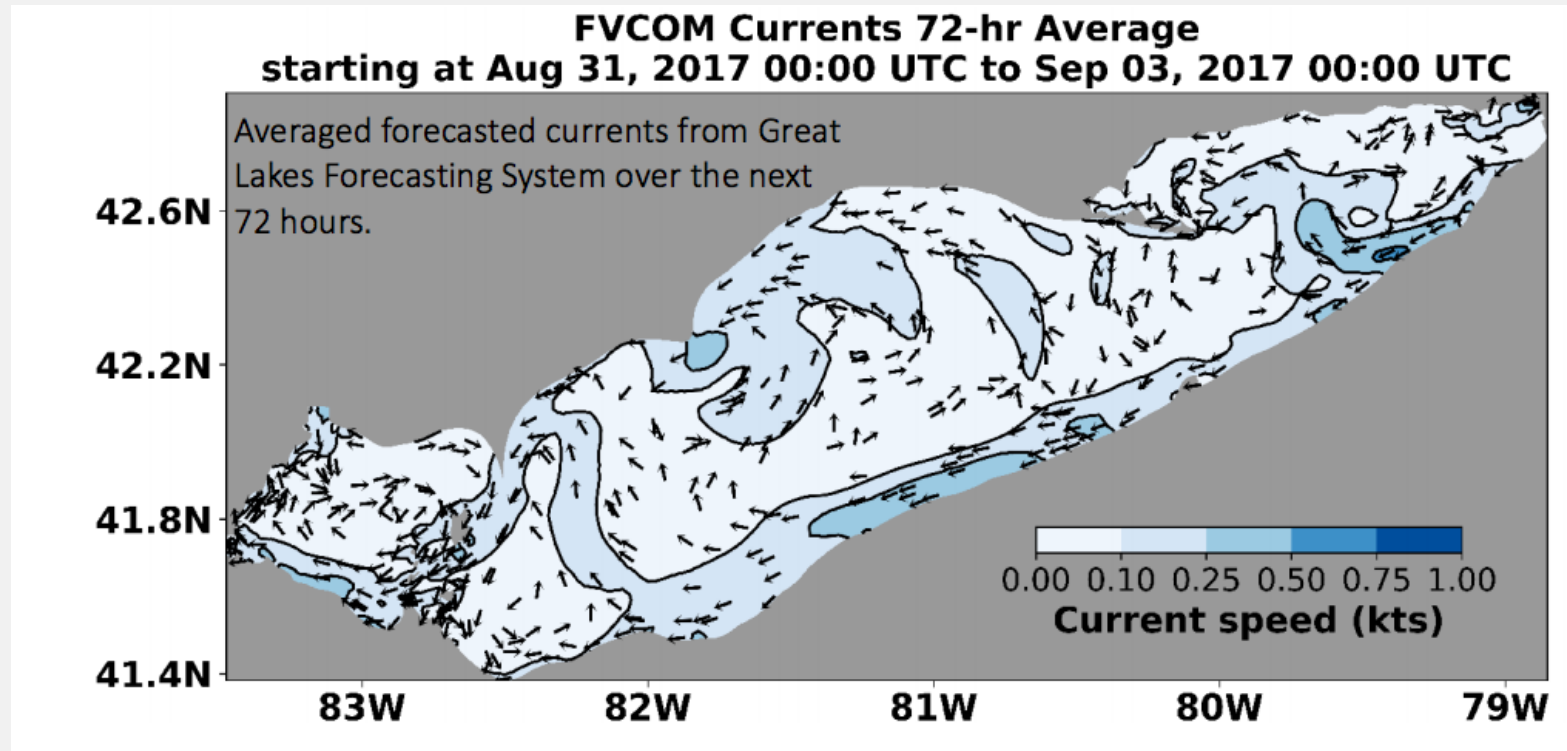 FVCOM Currents 72-hr Average
starting at Aug 31, 2017 00:00 UTC to Sep 03, 2017 00:00 UTC
Averaged forecasted currents from Great
Lakes Forecasting System over the next
72 hours.
42.6N
42.2N
41.8N
41.4N
0.00 0.10 0.25 0.50 0.75 1.00
Current speed (kts)
83W 82W 81W 80W 79W